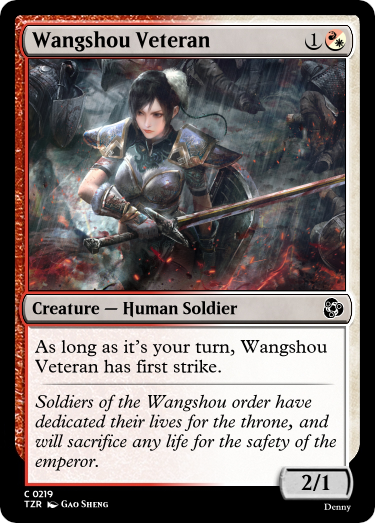 Wangshou Veteran 1
Creature — Human Soldier
As long as it's your turn, Wangshou
Veteran has first strike.
Soldiers of the Wangshou order have
dedicated their lives for the throne, and
will sacrifice any life for the safety of the
emperor.
2/1
C 0219
TZR Gao Sheng
Denny